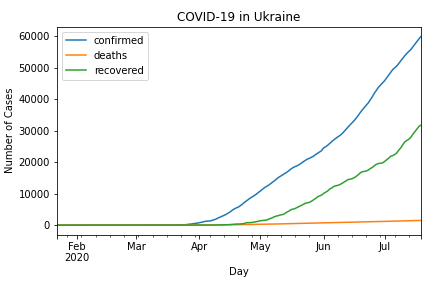 COVID-19 in Ukraine
confirmed
deaths
recovered
Number of Cases
60000
50000
40000
30000
20000
10000
0
Feb Mar Apr May Jun Jul
2020
Day